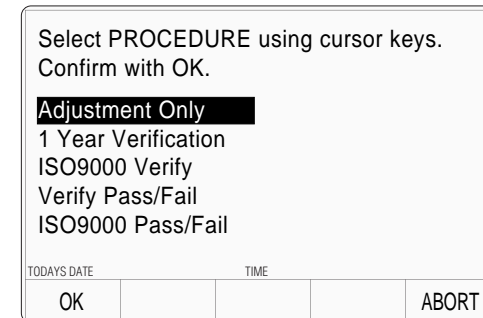 Select PROCEDURE using cursor keys.
Confirm with OK.
Adjustment Only
1 Year Verification
ISO9000 Verify
Verify Pass/Fail
ISO9000 Pass/Fail
TODAYS DATE TIME
OK ABORT